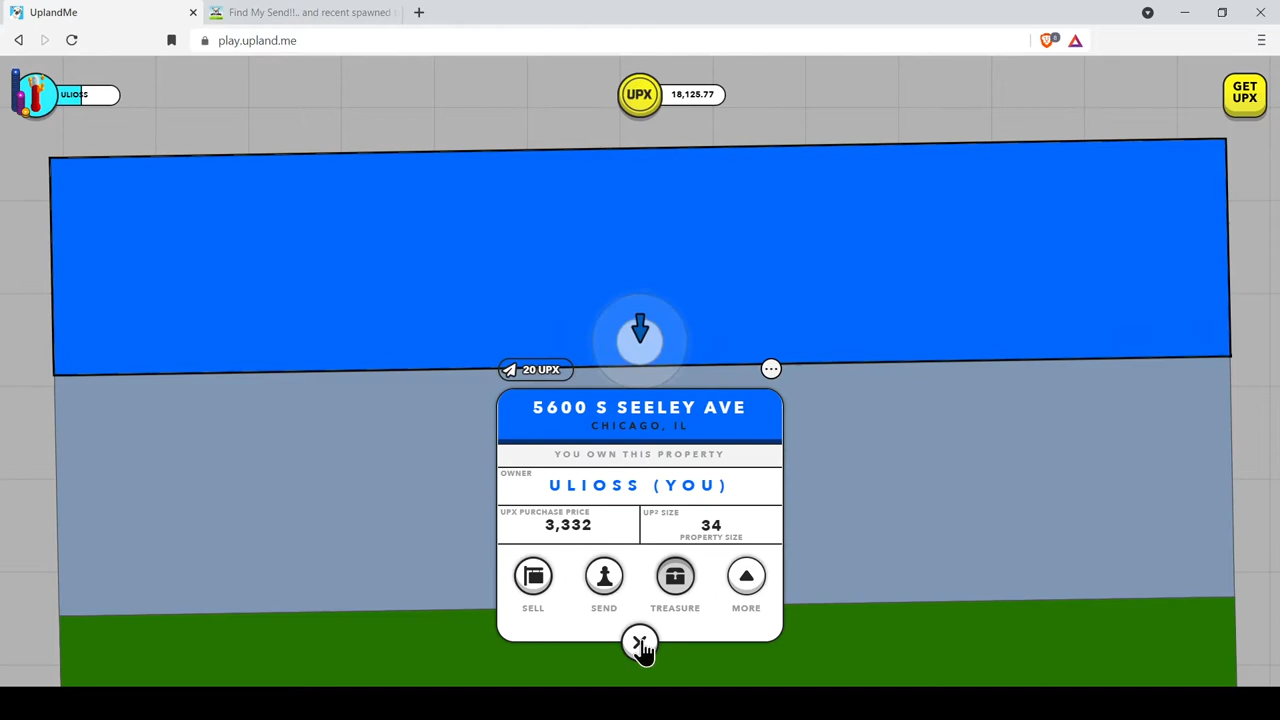 UplandMe
Find My Send!!.. and recent spawned t
play.upland.me
8
ULIOSS
UPX
18,125.77
GET
UPX
20 UPX
5600 S SEELEY AVE
CHICAGO, IL
YOU OWN THIS PROPERTY
OWNER
ULIOSS (YOU)
UPX PURCHASE PRICE
3,332
UP² SIZE
34
PROPERTY SIZE
SELL
SEND
TREASURE
MORE